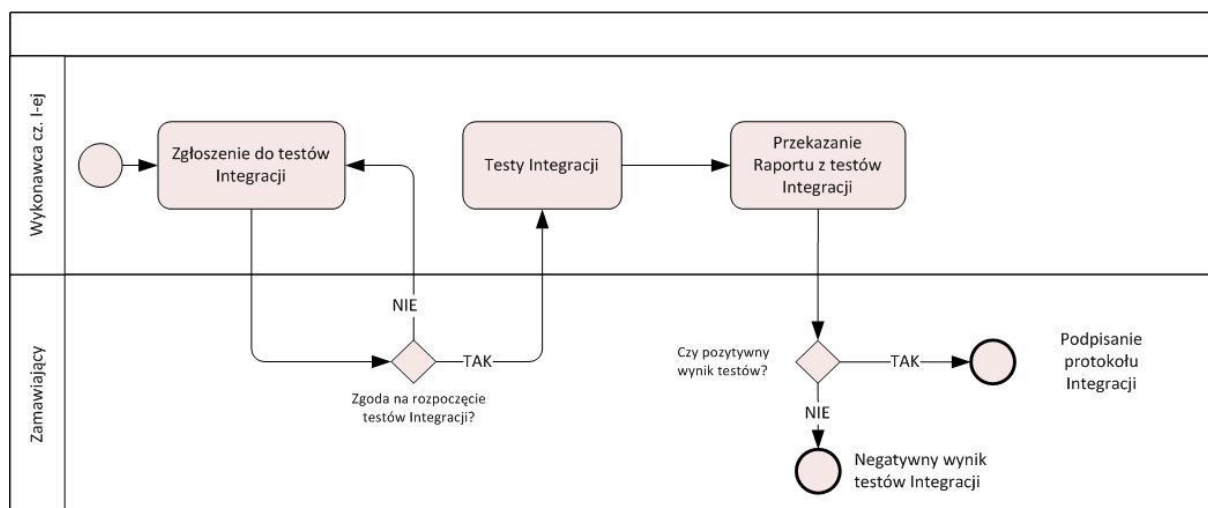 Wykonawca cz. I-ej
Zgłoszenie do testów
Integracji
Testy Integracji
Przekazanie
Raportu z testów
Integracji
Zamawiający
NIE
TAK
Zgoda na rozpoczęcie
testów Integracji?
Czy pozytywny
wynik testów?
TAK
NIE
Podpisanie
protokołu
Integracji
Negatywny wynik
testów Integracji